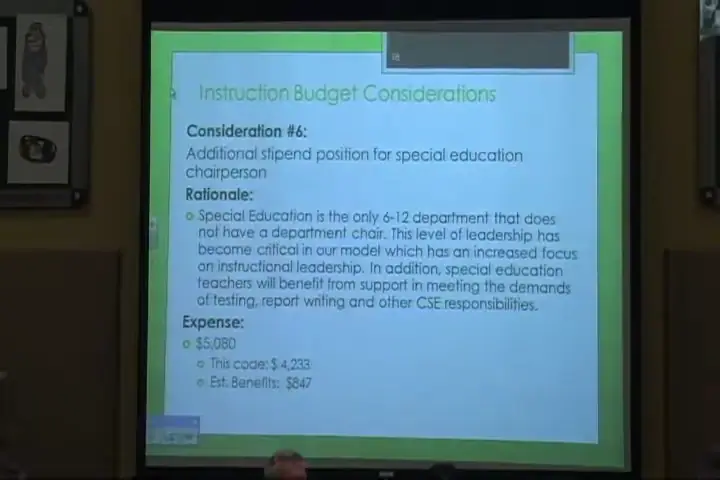 18
Instruction Budget Considerations
Consideration #6:
Additional stipend position for special education
chairperson
Rationale:
Special Education is the only 6-12 department that does
not have a department chair. This level of leadership has
become critical in our model which has an increased focus
on instructional leadership. In addition, special education
teachers will benefit from support in meeting the demands
of testing, report writing and other CSE responsibilities.
Expense:
$5,080
This code: $ 4,233
Est. Benefits: $847